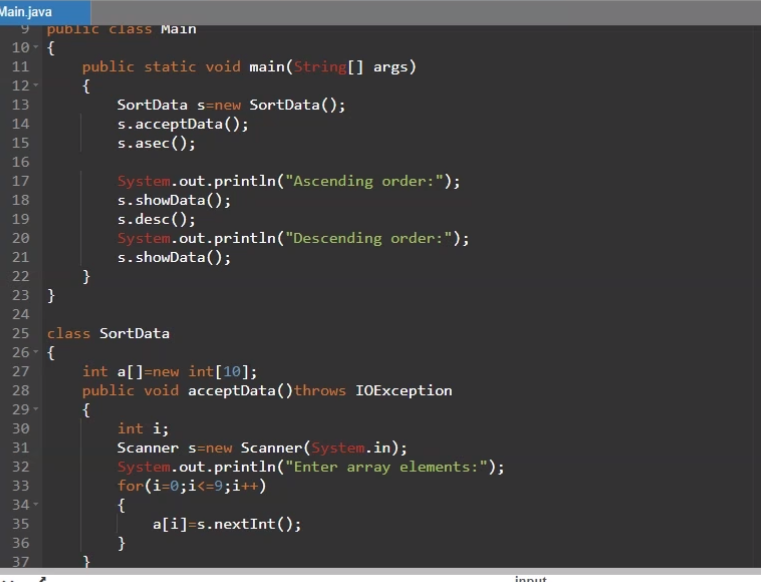 Main.java
9 public class Main
10 {
11 public static void main(String[] args)
12 {
13 SortData s=new SortData();
14 s.acceptData();
15 s.asec();
16
17 System.out.println("Ascending order:");
18 s.showData();
19 s.desc();
20 System.out.println("Descending order:");
21 s.showData();
22 }
23 }
24
25 class SortData
26 {
27 int a[]=new int[10];
28 public void acceptData()throws IOException
29 {
30 int i;
31 Scanner s=new Scanner(System.in);
32 System.out.println("Enter array elements:");
33 for(i=0;i<=9;i++)
34 {
35 a[i]=s.nextInt();
36 }
37 }
input